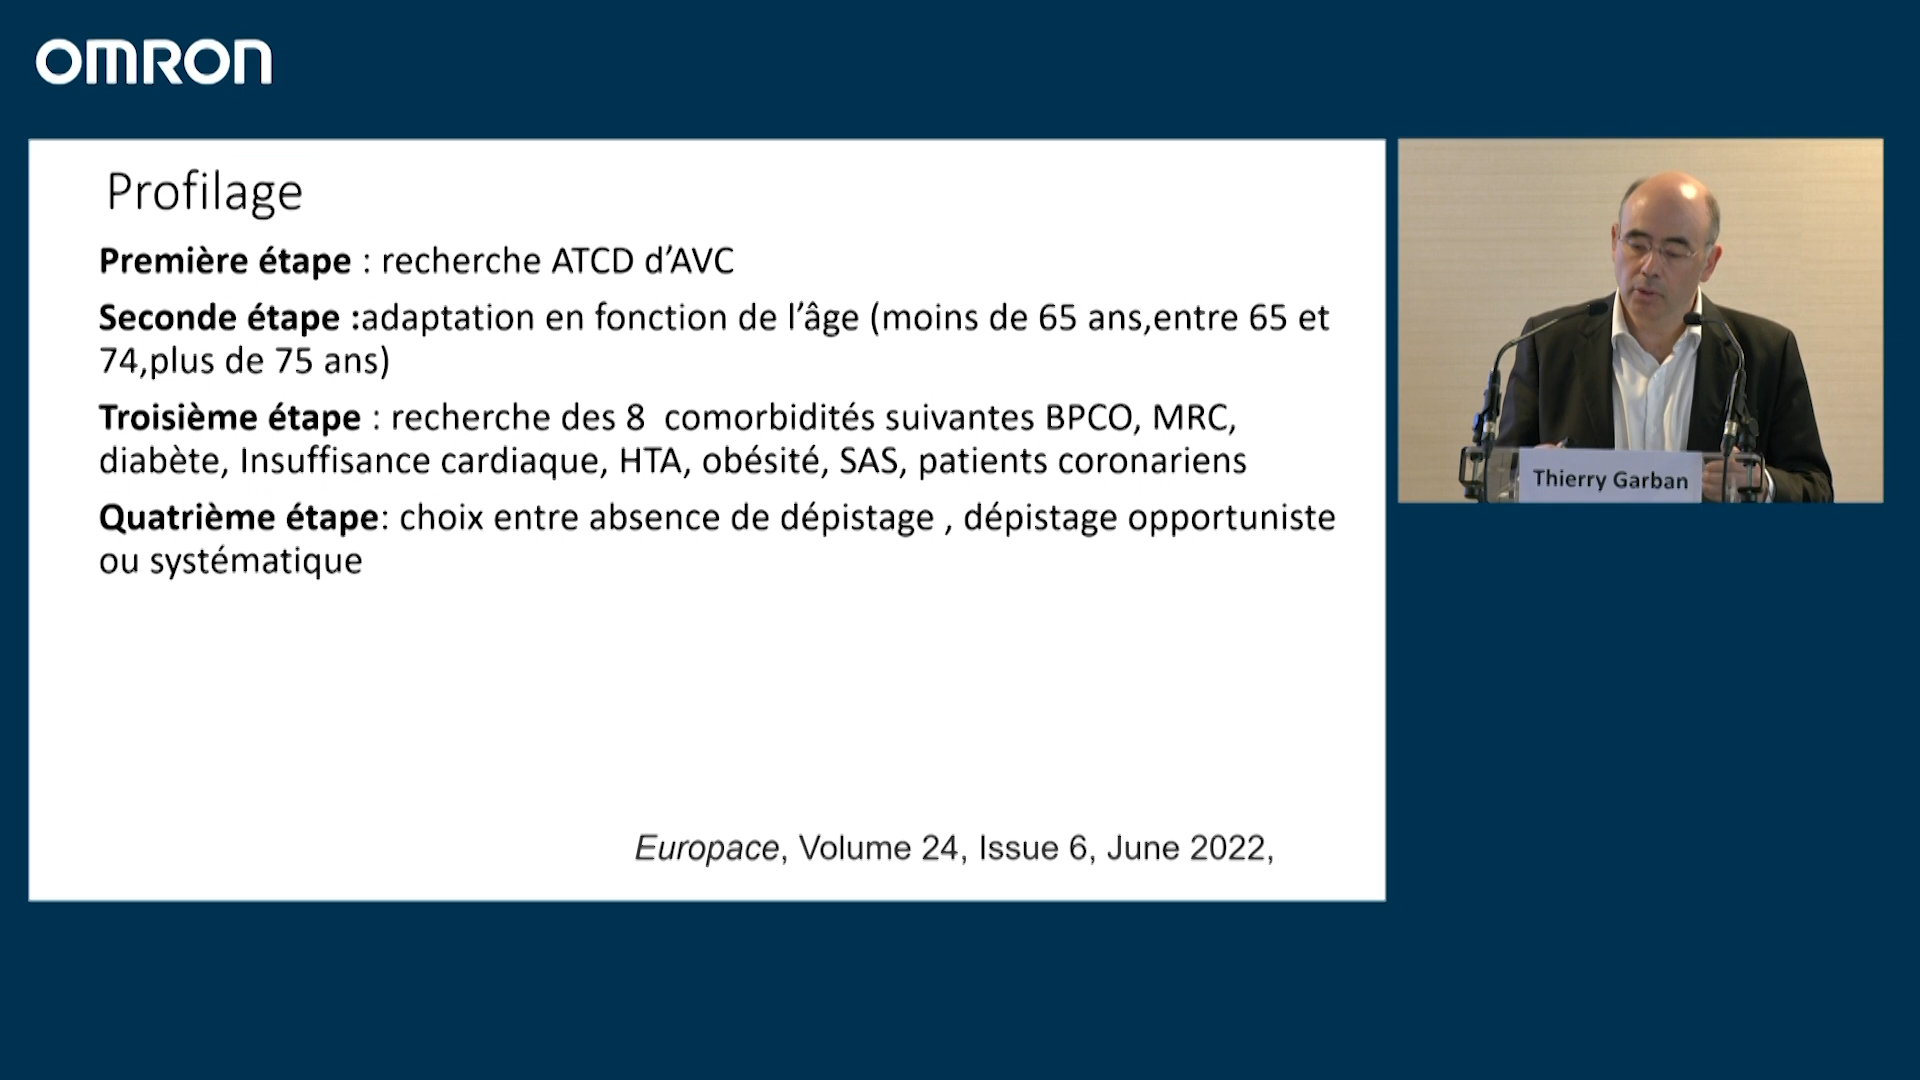 OMRON
Profilage
Première étape : recherche ATCD d’AVC
Seconde étape :adaptation en fonction de l’âge (moins de 65 ans,entre 65 et
74,plus de 75 ans)
Troisième étape : recherche des 8  comorbidités suivantes BPCO, MRC,
diabète, Insuffisance cardiaque, HTA, obésité, SAS, patients coronariens
Quatrième étape: choix entre absence de dépistage , dépistage opportuniste
ou systématique
Europace, Volume 24, Issue 6, June 2022,
Thierry Garban